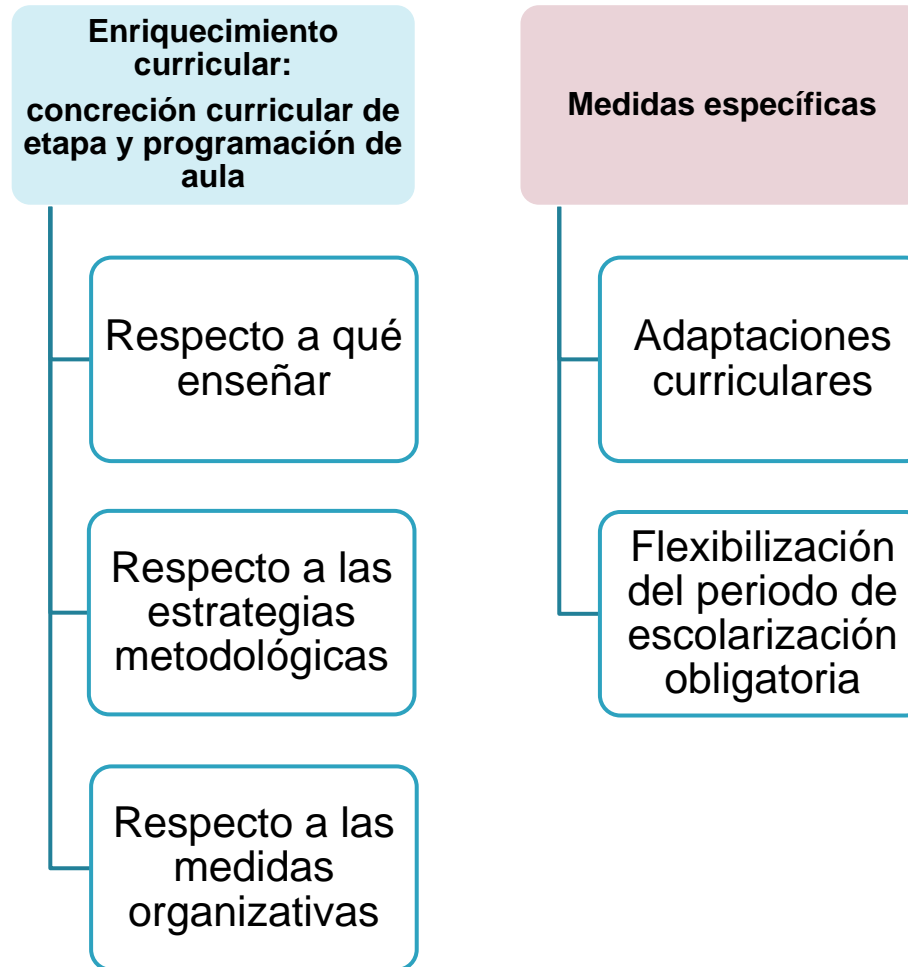 Enriquecimiento
curricular:
concreción curricular de
etapa y programación de
aula
Respecto a qué
enseñar
Respecto a las
estrategias
metodológicas
Respecto a las
medidas
organizativas
Medidas específicas
Adaptaciones
curriculares
Flexibilización
del periodo de
escolarización
obligatoria